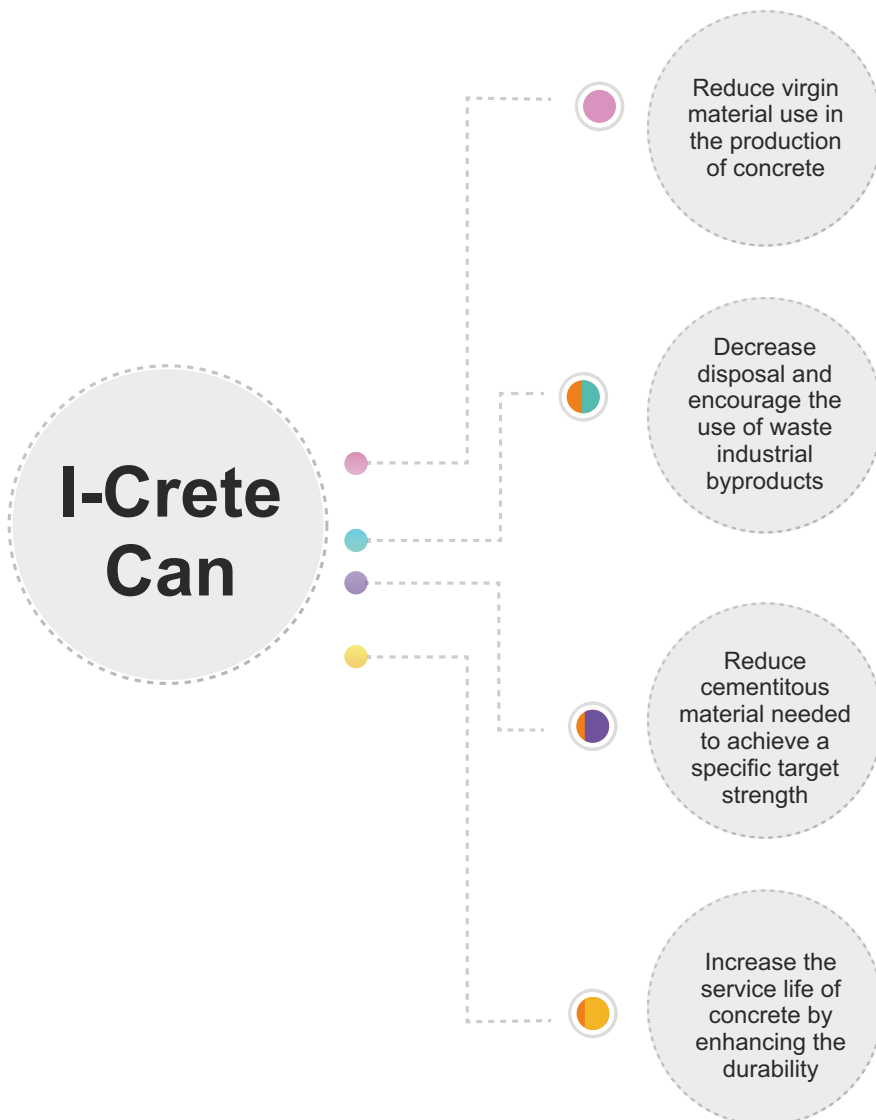 I-Crete
Can
Reduce virgin
material use in
the production
of concrete
Decrease
disposal and
encourage the
use of waste
industrial
byproducts
Reduce
cementitous
material needed
to achieve a
specific target
strength
Increase the
service life of
concrete by
enhancing the
durability